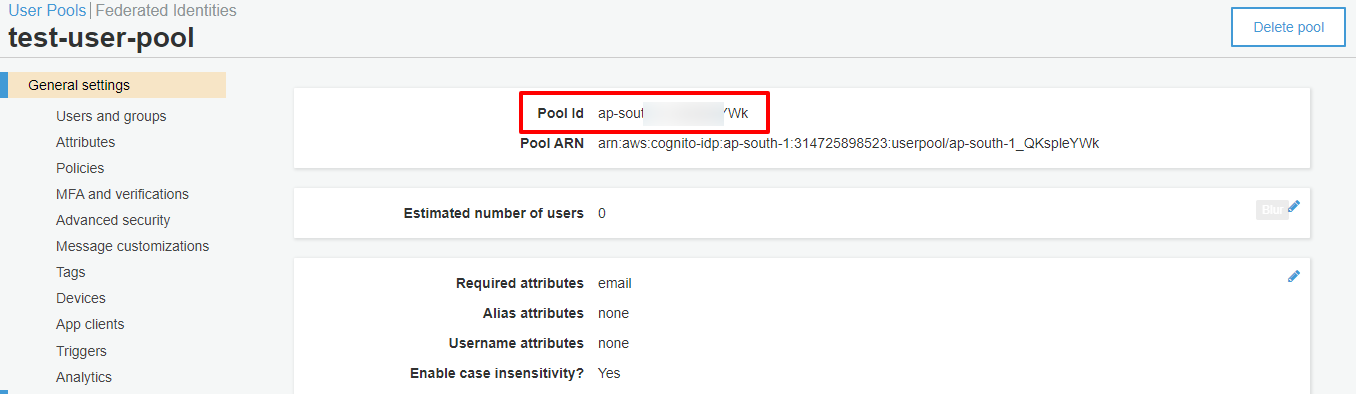 User Pools | Federated Identities
test-user-pool
Delete pool
General settings
Users and groups
Attributes
Policies
MFA and verifications
Advanced security
Message customizations
Tags
Devices
App clients
Triggers
Analytics
Pool Id ap-sout YWk
Pool ARN arn:aws:cognito-idp:ap-south-1:314725898523:userpool/ap-south-1_QKspleYWk
Estimated number of users 0
Blur
Required attributes email
Alias attributes none
Username attributes none
Enable case insensitivity? Yes